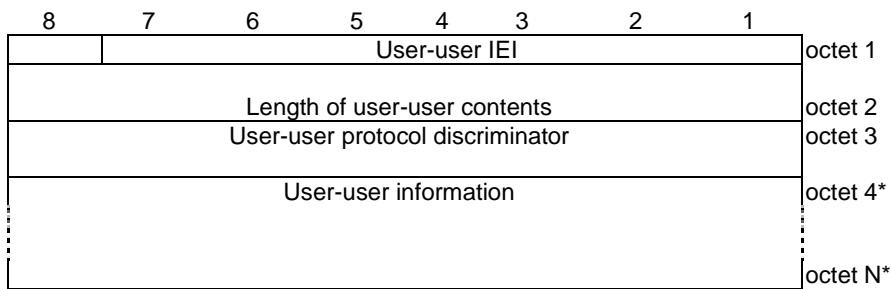 8 7 6 5 4 3 2 1
User-user IEI octet 1
Length of user-user contents octet 2
User-user protocol discriminator octet 3
User-user information octet 4*
octet N*